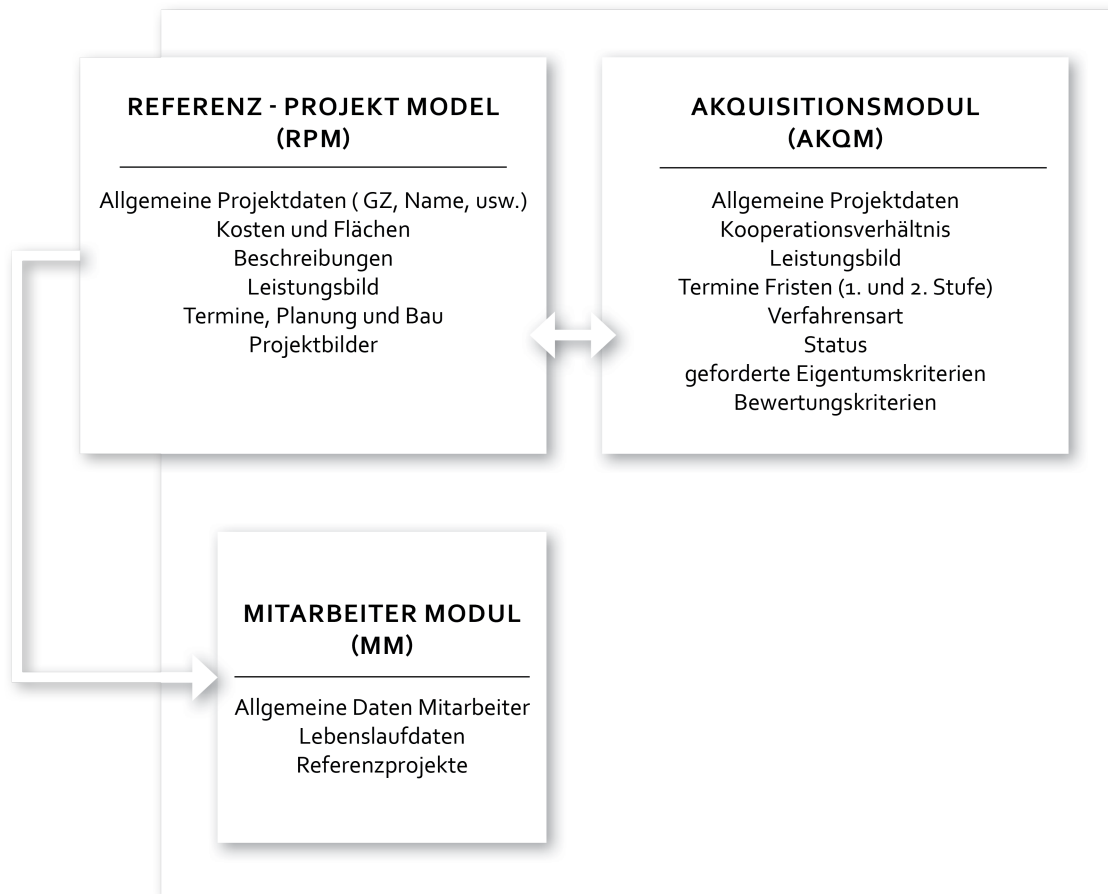 REFERENZ - PROJEKT MODEL
(RPM)
Allgemeine Projektdaten ( GZ, Name, usw.)
Kosten und Flächen
Beschreibungen
Leistungsbild
Termine, Planung und Bau
Projektbilder
AKQUISITIONSMODUL
(AKQM)
Allgemeine Projektdaten
Kooperationsverhältnis
Leistungsbild
Termine Fristen (1. und 2. Stufe)
Verfahrensart
Status
geforderte Eigentumskriterien
Bewertungskriterien
MITARBEITER MODUL
(MM)
Allgemeine Daten Mitarbeiter
Lebenslaufdaten
Referenzprojekte